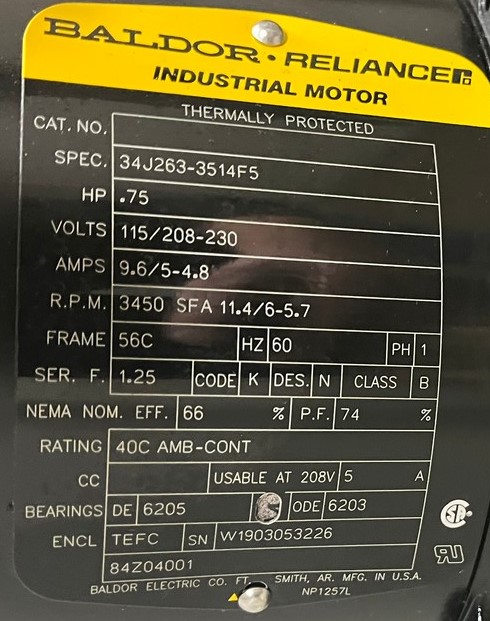 BALDOR · RELIANCER
INDUSTRIAL MOTOR
THERMALLY PROTECTED
CAT. NO.
SPEC. 34J263-3514F5
HP .75
VOLTS 115/208-230
AMPS 9.6/5-4.8
R.P.M. 3450 SFA 11.4/6-5.7
FRAME 56C HZ 60 PH 1
SER. F. 1.25 CODE K DES. N CLASS B
NEMA NOM. EFF. 66 % P.F. 74 %
RATING 40C AMB-CONT
CC USABLE AT 208V 5 A
BEARINGS DE 6205 ODE 6203
ENCL TEFC SN W1903053226
84Z04001
BALDOR ELECTRIC CO. FT. SMITH, AR. MFG. IN U.S.A.
NP1257L